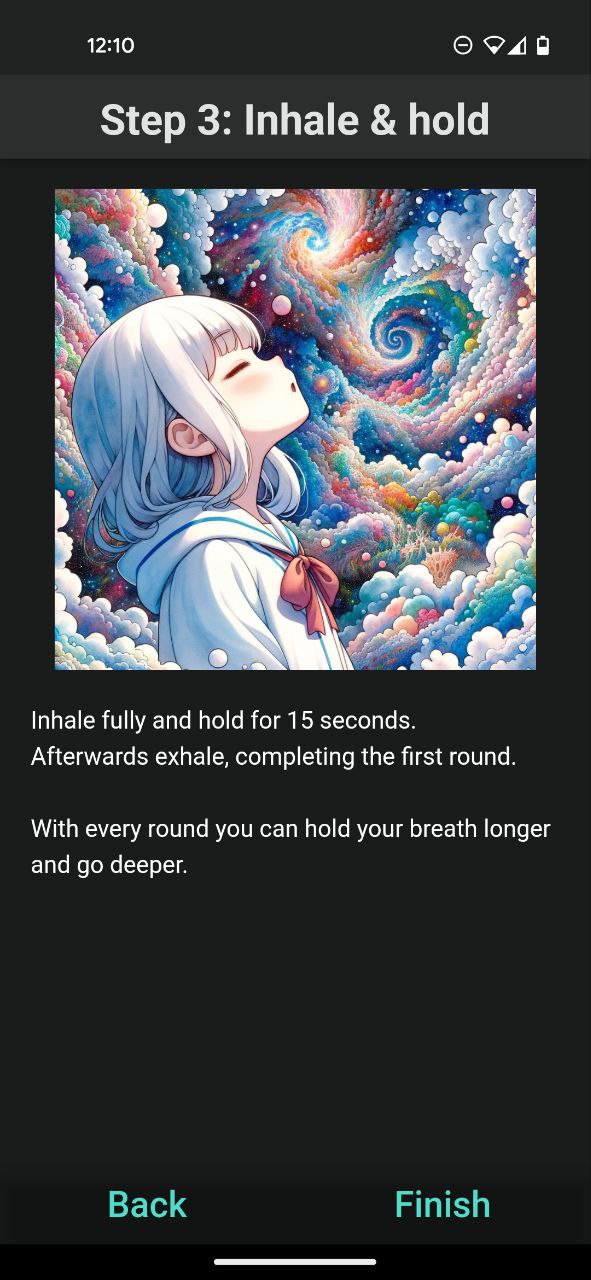 12:10
Step 3: Inhale & hold
Inhale fully and hold for 15 seconds.
Afterwards exhale, completing the first round.
With every round you can hold your breath longer
and go deeper.
Back Finish